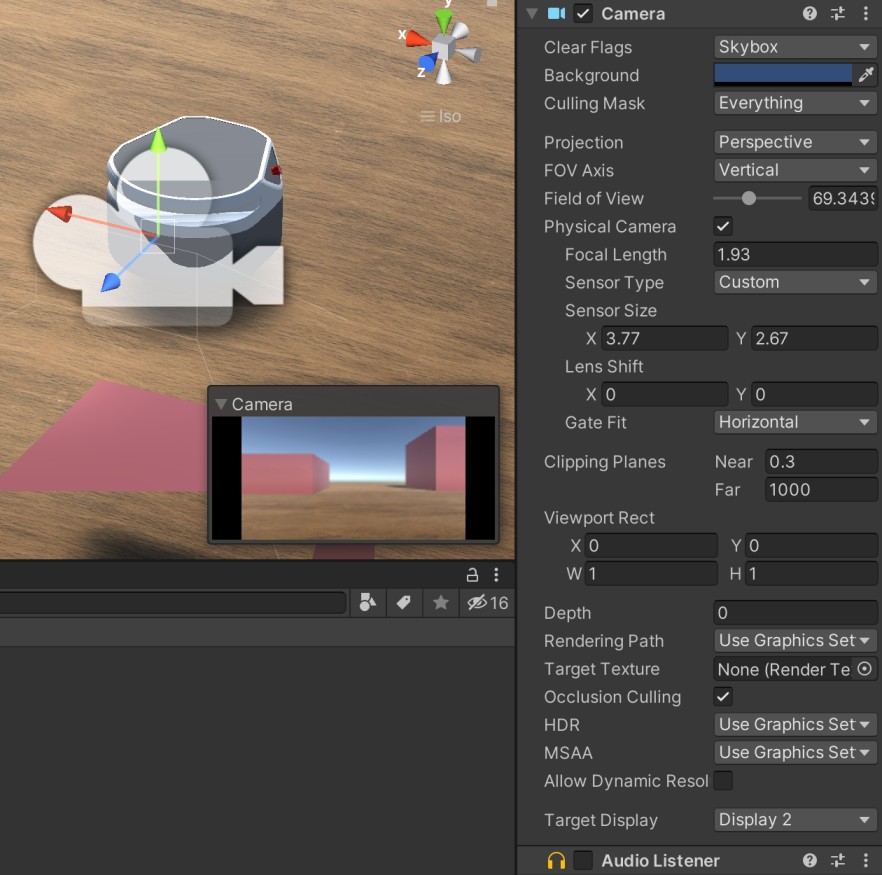 y
x
z
Iso
Camera
16
Camera
Clear Flags Skybox
Background
Culling Mask Everything
Projection Perspective
FOV Axis Vertical
Field of View 69.3439
Physical Camera
Focal Length 1.93
Sensor Type Custom
Sensor Size
X 3.77 Y 2.67
Lens Shift
X 0 Y 0
Gate Fit Horizontal
Clipping Planes Near 0.3
Far 1000
Viewport Rect
X 0 Y 0
W 1 H 1
Depth 0
Rendering Path Use Graphics Set
Target Texture None (Render Te
Occlusion Culling
HDR Use Graphics Set
MSAA Use Graphics Set
Allow Dynamic Resol
Target Display Display 2
Audio Listener